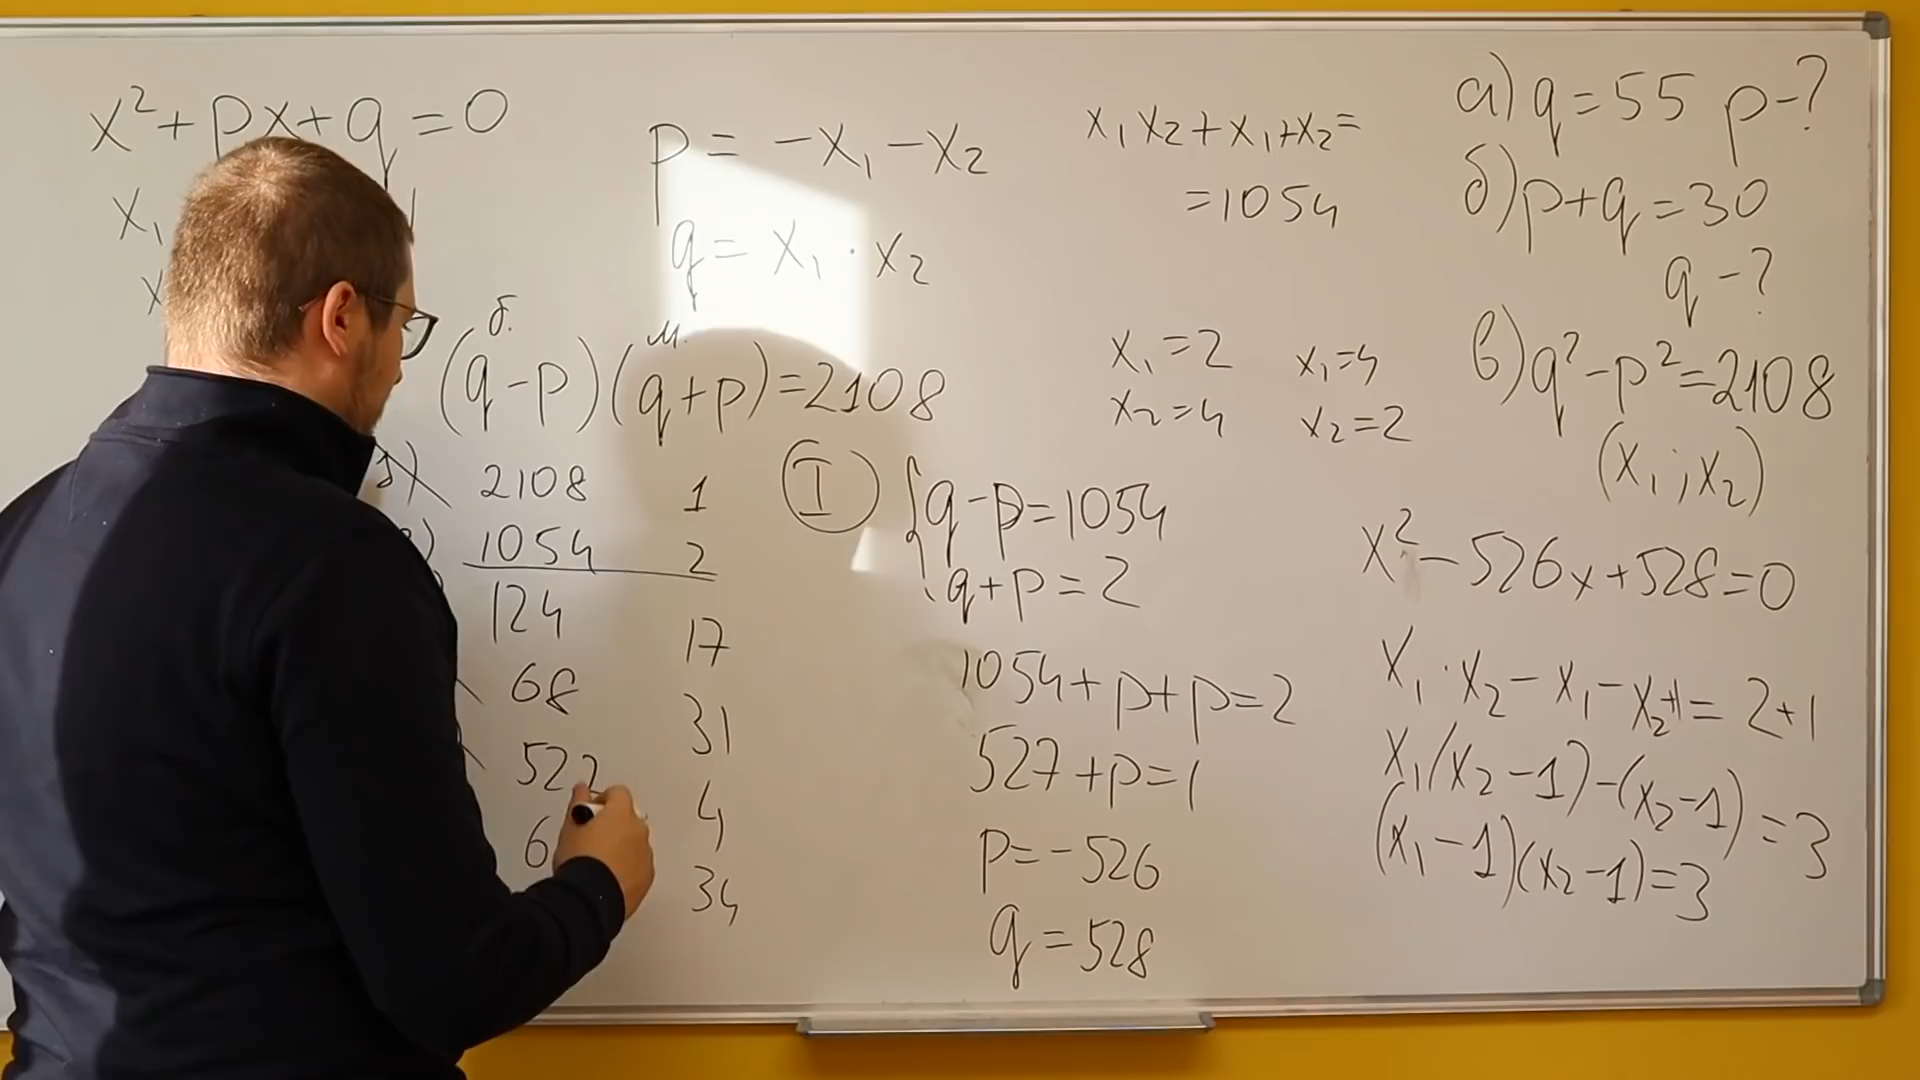 x² + px + q = 0
x₁
x
p = -x₁ - x₂
q = x₁ · x₂
x₁x₂ + x₁ + x₂ =
= 1054
а) q = 55 p - ?
б) p + q = 30
q - ?
в) q² - p² = 2108
(x₁ ; x₂)
б. м.
(q - p)(q + p) = 2108
2108 1
1054 2
124 17
68 31
522 4
6 34
x₁ = 2 x₁ = 4
x₂ = 4 x₂ = 2
I
{ q - p = 1054
q + p = 2
1054 + p + p = 2
527 + p = 1
p = -526
q = 528
x² - 526x + 528 = 0
x₁ · x₂ - x₁ - x₂ + 1 = 2 + 1
x₁(x₂ - 1) - (x₂ - 1) = 3
(x₁ - 1)(x₂ - 1) = 3